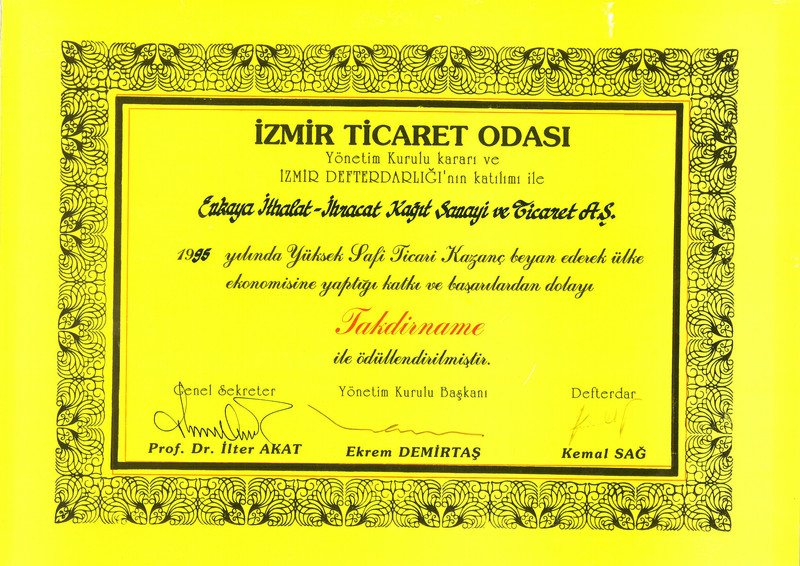 İZMİR TİCARET ODASI
Yönetim Kurulu kararı ve
İZMİR DEFTERDARLIĞI'nın katılımı ile
Enkaya İthalat-İhracat Kağıt Sanayi ve Ticaret A.Ş.
1995 yılında Yüksek Safi Ticari Kazanç beyan ederek ülke
ekonomisine yaptığı katkı ve başarılardan dolayı
Takdirname
ile ödüllendirilmiştir.
Genel Sekreter Yönetim Kurulu Başkanı Defterdar
Prof. Dr. İlter AKAT Ekrem DEMİRTAŞ Kemal SAĞ